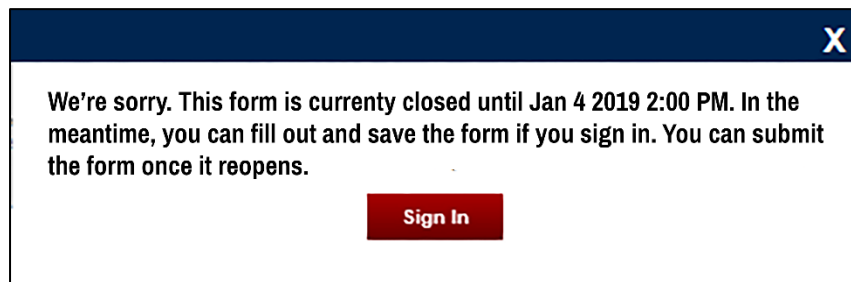 X
We're sorry. This form is currenty closed until Jan 4 2019 2:00 PM. In the
meantime, you can fill out and save the form if you sign in. You can submit
the form once it reopens.
Sign In